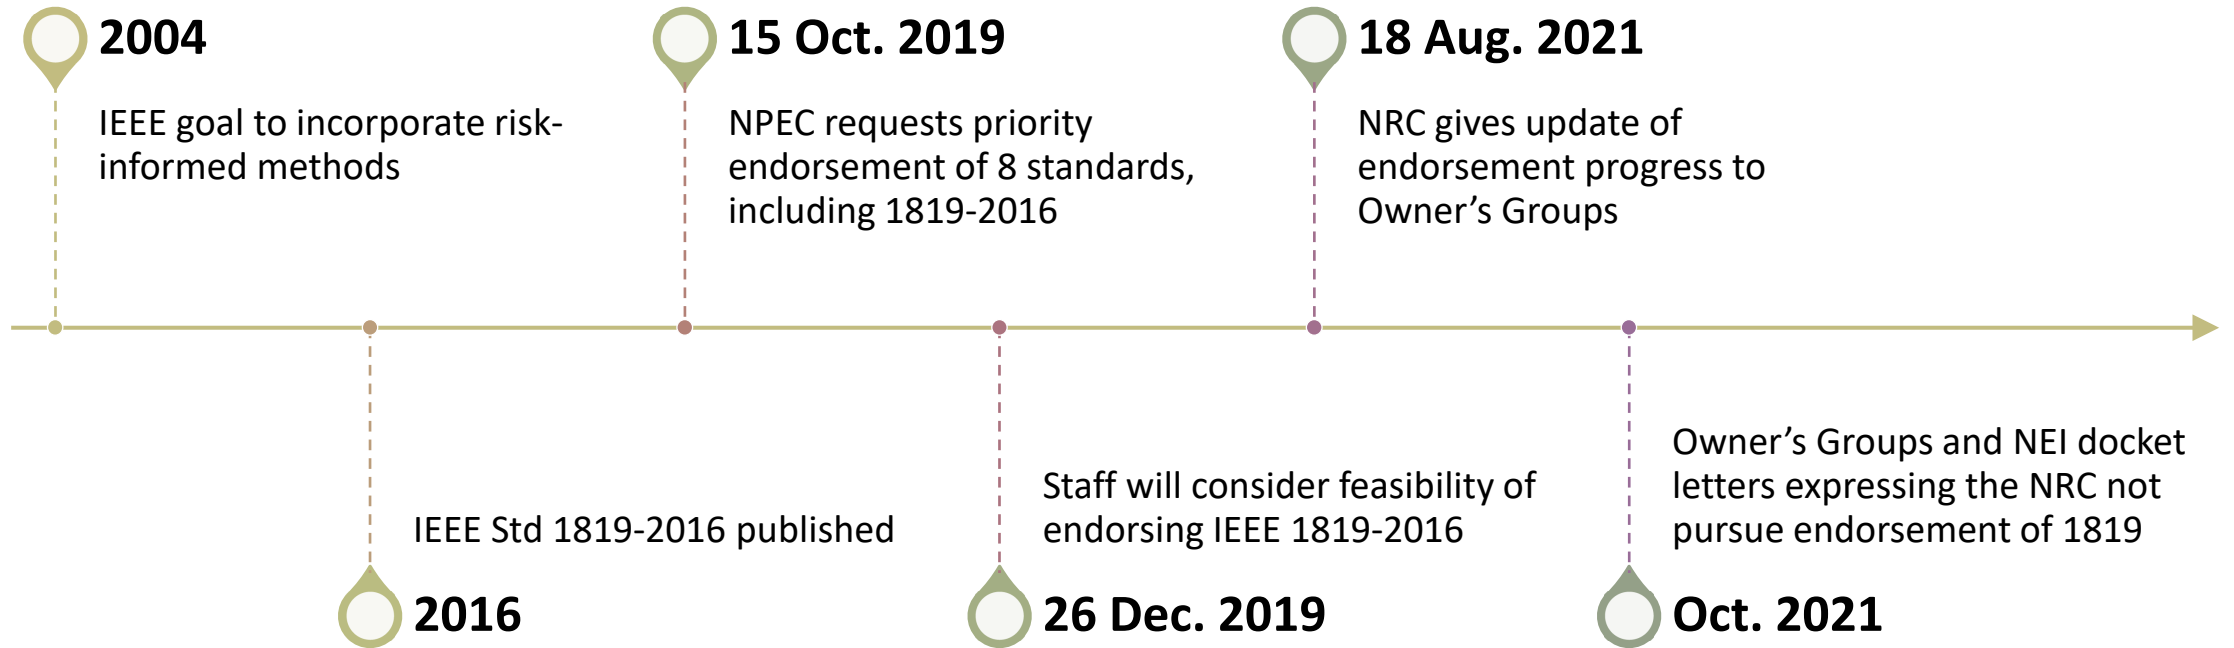 2004
IEEE goal to incorporate risk-
informed methods
2016
IEEE Std 1819-2016 published
15 Oct. 2019
NPEC requests priority
endorsement of 8 standards,
including 1819-2016
26 Dec. 2019
Staff will consider feasibility of
endorsing IEEE 1819-2016
18 Aug. 2021
NRC gives update of
endorsement progress to
Owner’s Groups
Oct. 2021
Owner’s Groups and NEI docket
letters expressing the NRC not
pursue endorsement of 1819